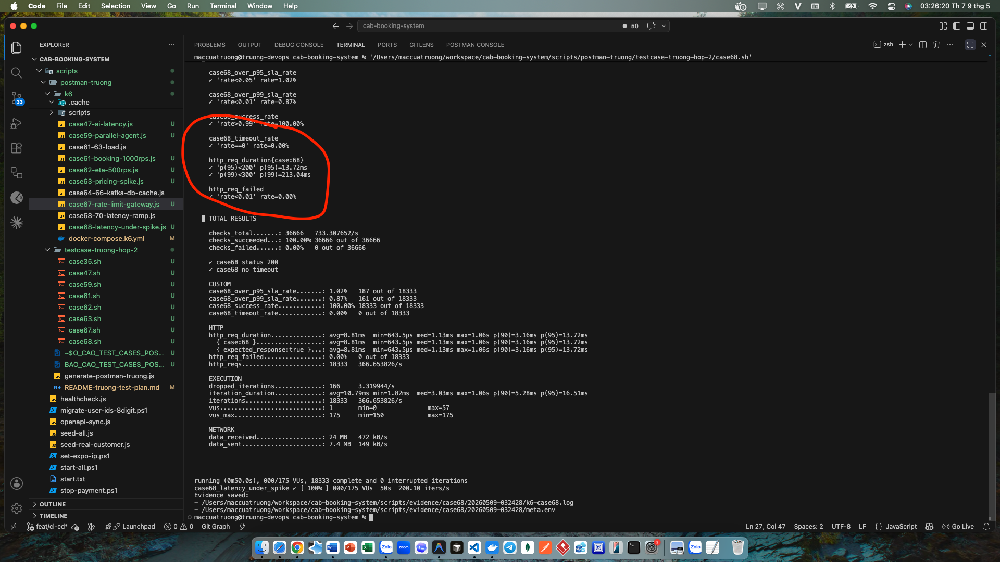 Code File Edit Selection View Go Run Terminal Window Help
03:26:20 Th 7 9 thg 5
cab-booking-system
50
EXPLORER
PROBLEMS OUTPUT DEBUG CONSOLE TERMINAL PORTS GITLENS POSTMAN CONSOLE
zsh
CAB-BOOKING-SYSTEM
scripts
postman-truong
k6
.cache
scripts
case47-ai-latency.js U
case59-parallel-agent.js U
case61-63-load.js
case61-booking-1000rps.js U
case62-eta-500rps.js U
case63-pricing-spike.js U
case64-66-kafka-db-cache.js
case67-rate-limit-gateway.js U
case68-70-latency-ramp.js
case68-latency-under-spike.js U
docker-compose.k6.yml M
testcase-truong-hop-2
case35.sh U
case47.sh U
case59.sh U
case61.sh U
case62.sh U
case63.sh U
case67.sh U
case68.sh U
~$O_CAO_TEST_CASES_POS... U
BAO_CAO_TEST_CASES_POS... U
generate-postman-truong.js
README-truong-test-plan.md M
healthcheck.js
migrate-user-ids-8digit.ps1
openapi-sync.js
seed-all.js
seed-real-customer.js
set-expo-ip.ps1
start-all.ps1
start.txt
stop-payment.ps1
OUTLINE
TIMELINE
33
maccuatruong@truong-devops cab-booking-system % '/Users/maccuatruong/workspace/cab-booking-system/scripts/postman-truong/testcase-truong-hop-2/case68.sh'
case68_over_p95_sla_rate
✓ 'rate<0.05' rate=1.02%
case68_over_p99_sla_rate
✓ 'rate<0.01' rate=0.87%
case68_success_rate
✓ 'rate>0.99' rate=100.00%
case68_timeout_rate
✓ 'rate==0' rate=0.00%
http_req_duration{case:68}
✓ 'p(95)<200' p(95)=13.72ms
✓ 'p(99)<300' p(99)=213.04ms
http_req_failed
✓ 'rate<0.01' rate=0.00%
TOTAL RESULTS
checks_total.......: 36666 733.307652/s
checks_succeeded...: 100.00% 36666 out of 36666
checks_failed......: 0.00% 0 out of 36666
✓ case68 status 200
✓ case68 no timeout
CUSTOM
case68_over_p95_sla_rate.......: 1.02% 187 out of 18333
case68_over_p99_sla_rate.......: 0.87% 161 out of 18333
case68_success_rate............: 100.00% 18333 out of 18333
case68_timeout_rate............: 0.00% 0 out of 18333
HTTP
http_req_duration..............: avg=8.81ms min=643.5µs med=1.13ms max=1.06s p(90)=3.16ms p(95)=13.72ms
{ case:68 }..................: avg=8.81ms min=643.5µs med=1.13ms max=1.06s p(90)=3.16ms p(95)=13.72ms
{ expected_response:true }...: avg=8.81ms min=643.5µs med=1.13ms max=1.06s p(90)=3.16ms p(95)=13.72ms
http_req_failed................: 0.00% 0 out of 18333
http_reqs......................: 18333 366.653826/s
EXECUTION
dropped_iterations.............: 166 3.319944/s
iteration_duration.............: avg=10.79ms min=1.82ms med=3.03ms max=1.06s p(90)=5.28ms p(95)=16.51ms
iterations.....................: 18333 366.653826/s
vus............................: 1 min=0 max=57
vus_max........................: 175 min=150 max=175
NETWORK
data_received..................: 24 MB 472 kB/s
data_sent......................: 7.4 MB 149 kB/s
running (0m50.0s), 000/175 VUs, 18333 complete and 0 interrupted iterations
case68_latency_under_spike ✓ [ 100% ] 000/175 VUs 50s 200.10 iters/s
Evidence saved:
- /Users/maccuatruong/workspace/cab-booking-system/scripts/evidence/case68/20260509-032428/k6-case68.log
- /Users/maccuatruong/workspace/cab-booking-system/scripts/evidence/case68/20260509-032428/meta.env
maccuatruong@truong-devops cab-booking-system %
feat/ci-cd* Launchpad 0 0 Git Graph
Ln 27, Col 47 Spaces: 2 UTF-8 LF { } JavaScript Go Live
Zalo
zoom
2
Zalo